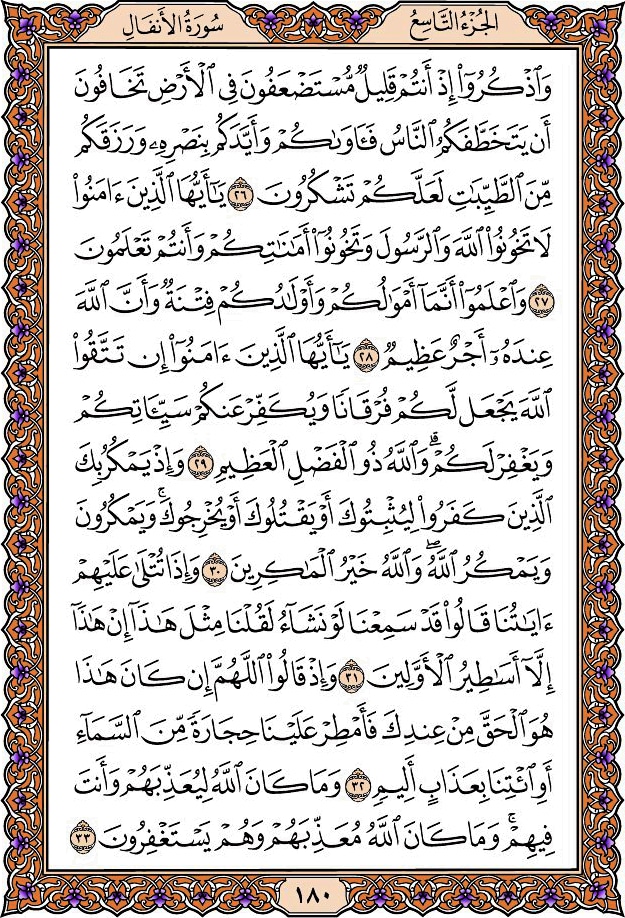 الجُزْءُ التَّاسِعُ
سُورَةُ الأَنفَالِ
وَٱذْكُرُوٓا۟ إِذْ أَنتُمْ قَلِيلٌ مُّسْتَضْعَفُونَ فِى ٱلْأَرْضِ تَخَافُونَ
أَن يَتَخَطَّفَكُمُ ٱلنَّاسُ فَـَٔاوَىٰكُمْ وَأَيَّدَكُم بِنَصْرِهِۦ وَرَزَقَكُم
مِّنَ ٱلطَّيِّبَـٰتِ لَعَلَّكُمْ تَشْكُرُونَ ٢٦ يَـٰٓأَيُّهَا ٱلَّذِينَ ءَامَنُوا۟
لَا تَخُونُوا۟ ٱللَّهَ وَٱلرَّسُولَ وَتَخُونُوٓا۟ أَمَـٰنَـٰتِكُمْ وَأَنتُمْ تَعْلَمُونَ
٢٧ وَٱعْلَمُوٓا۟ أَنَّمَآ أَمْوَٰلُكُمْ وَأَوْلَـٰدُكُمْ فِتْنَةٌ وَأَنَّ ٱللَّهَ
عِندَهُۥٓ أَجْرٌ عَظِيمٌ ٢٨ يَـٰٓأَيُّهَا ٱلَّذِينَ ءَامَنُوٓا۟ إِن تَتَّقُوا۟
ٱللَّهَ يَجْعَل لَّكُمْ فُرْقَانًا وَيُكَفِّرْ عَنكُمْ سَيِّـَٔاتِكُمْ
وَيَغْفِرْ لَكُمْ ۗ وَٱللَّهُ ذُو ٱلْفَضْلِ ٱلْعَظِيمِ ٢٩ وَإِذْ يَمْكُرُ بِكَ
ٱلَّذِينَ كَفَرُوا۟ لِيُثْبِتُوكَ أَوْ يَقْتُلُوكَ أَوْ يُخْرِجُوكَ ۚ وَيَمْكُرُونَ
وَيَمْكُرُ ٱللَّهُ ۖ وَٱللَّهُ خَيْرُ ٱلْمَـٰكِرِينَ ٣٠ وَإِذَا تُتْلَىٰ عَلَيْهِمْ
ءَايَـٰتُنَا قَالُوا۟ قَدْ سَمِعْنَا لَوْ نَشَآءُ لَقُلْنَا مِثْلَ هَـٰذَآ إِنْ هَـٰذَآ
إِلَّآ أَسَـٰطِيرُ ٱلْأَوَّلِينَ ٣١ وَإِذْ قَالُوا۟ ٱللَّهُمَّ إِن كَانَ هَـٰذَا
هُوَ ٱلْحَقَّ مِنْ عِندِكَ فَأَمْطِرْ عَلَيْنَا حِجَارَةً مِّنَ ٱلسَّمَآءِ
أَوِ ٱئْتِنَا بِعَذَابٍ أَلِيمٍ ٣٢ وَمَا كَانَ ٱللَّهُ لِيُعَذِّبَهُمْ وَأَنتَ
فِيهِمْ ۚ وَمَا كَانَ ٱللَّهُ مُعَذِّبَهُمْ وَهُمْ يَسْتَغْفِرُونَ ٣٣
١٨٠